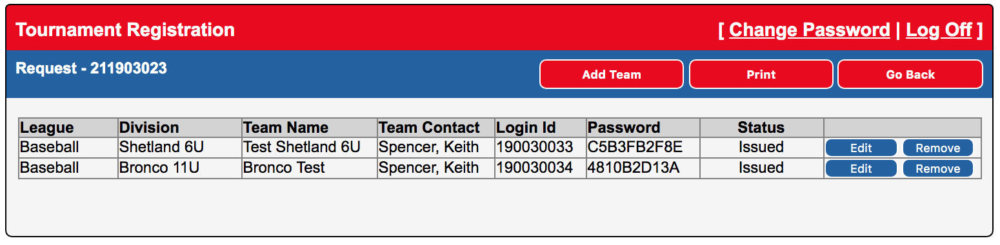 Tournament Registration [ Change Password | Log Off ]
Request - 211903023 Add Team Print Go Back
League Division Team Name Team Contact Login Id Password Status
Baseball Shetland 6U Test Shetland 6U Spencer, Keith 190030033 C5B3FB2F8E Issued Edit Remove
Baseball Bronco 11U Bronco Test Spencer, Keith 190030034 4810B2D13A Issued Edit Remove